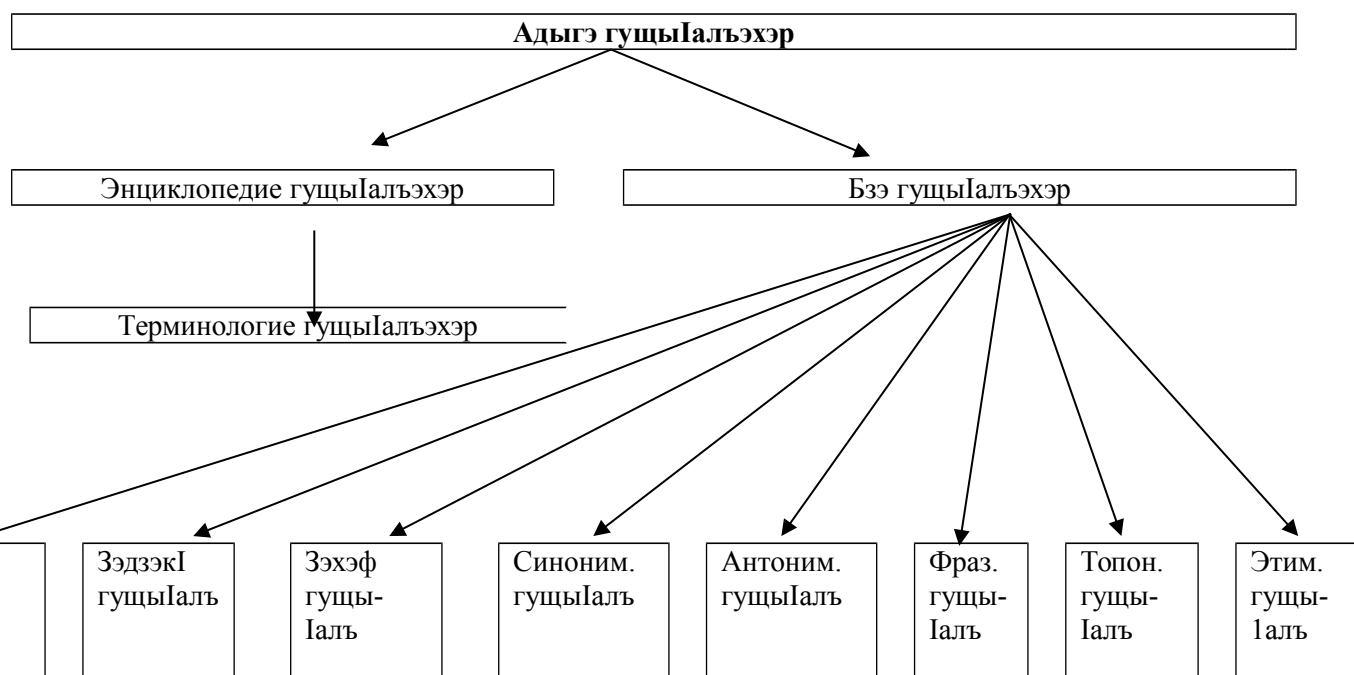 Адыгэ гущыIалъэхэр
Энциклопедие гущыIалъэхэр
Бзэ гущыIалъэхэр
Терминологие гущыIалъэхэр
ЗэдзэкI
гущыIалъ
Зэхэф
гущы-
Iалъ
Синоним.
гущыIалъ
Антоним.
гущыIалъ
Фраз.
гущы-
Iалъ
Топон.
гущы-
Iалъ
Этим.
гущы-
1алъ